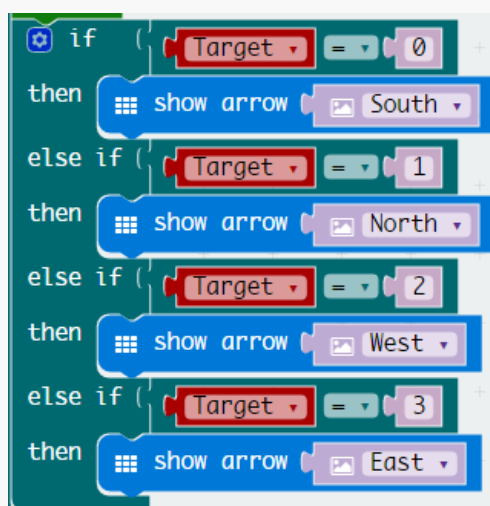 if Target = 0
then show arrow South
else if Target = 1
then show arrow North
else if Target = 2
then show arrow West
else if Target = 3
then show arrow East